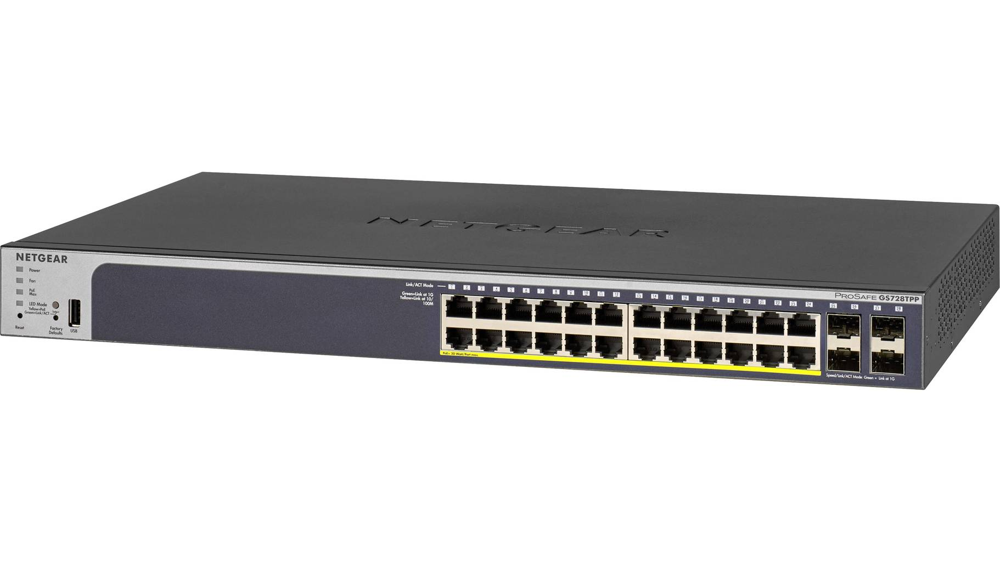 NETGEAR
NETGEAR
Power
Fan
PoE
Max
LED Mode
Yellow=PoE
Green=Link/ACT
Select
Reset
Factory
Defaults
USB
Link/ACT Mode
Green=Link at 1G
Yellow=Link at 10/
100M
1 2 3 4 5 6 7 8 9 10 11 12
13 14 15 16 17 18 19 20 21 22 23 24
PoE+ 30 Watt/Port max.
PROSAFE GS728TPP
25 26 27 28
Speed/Link/ACT Mode Green = Link at 1G